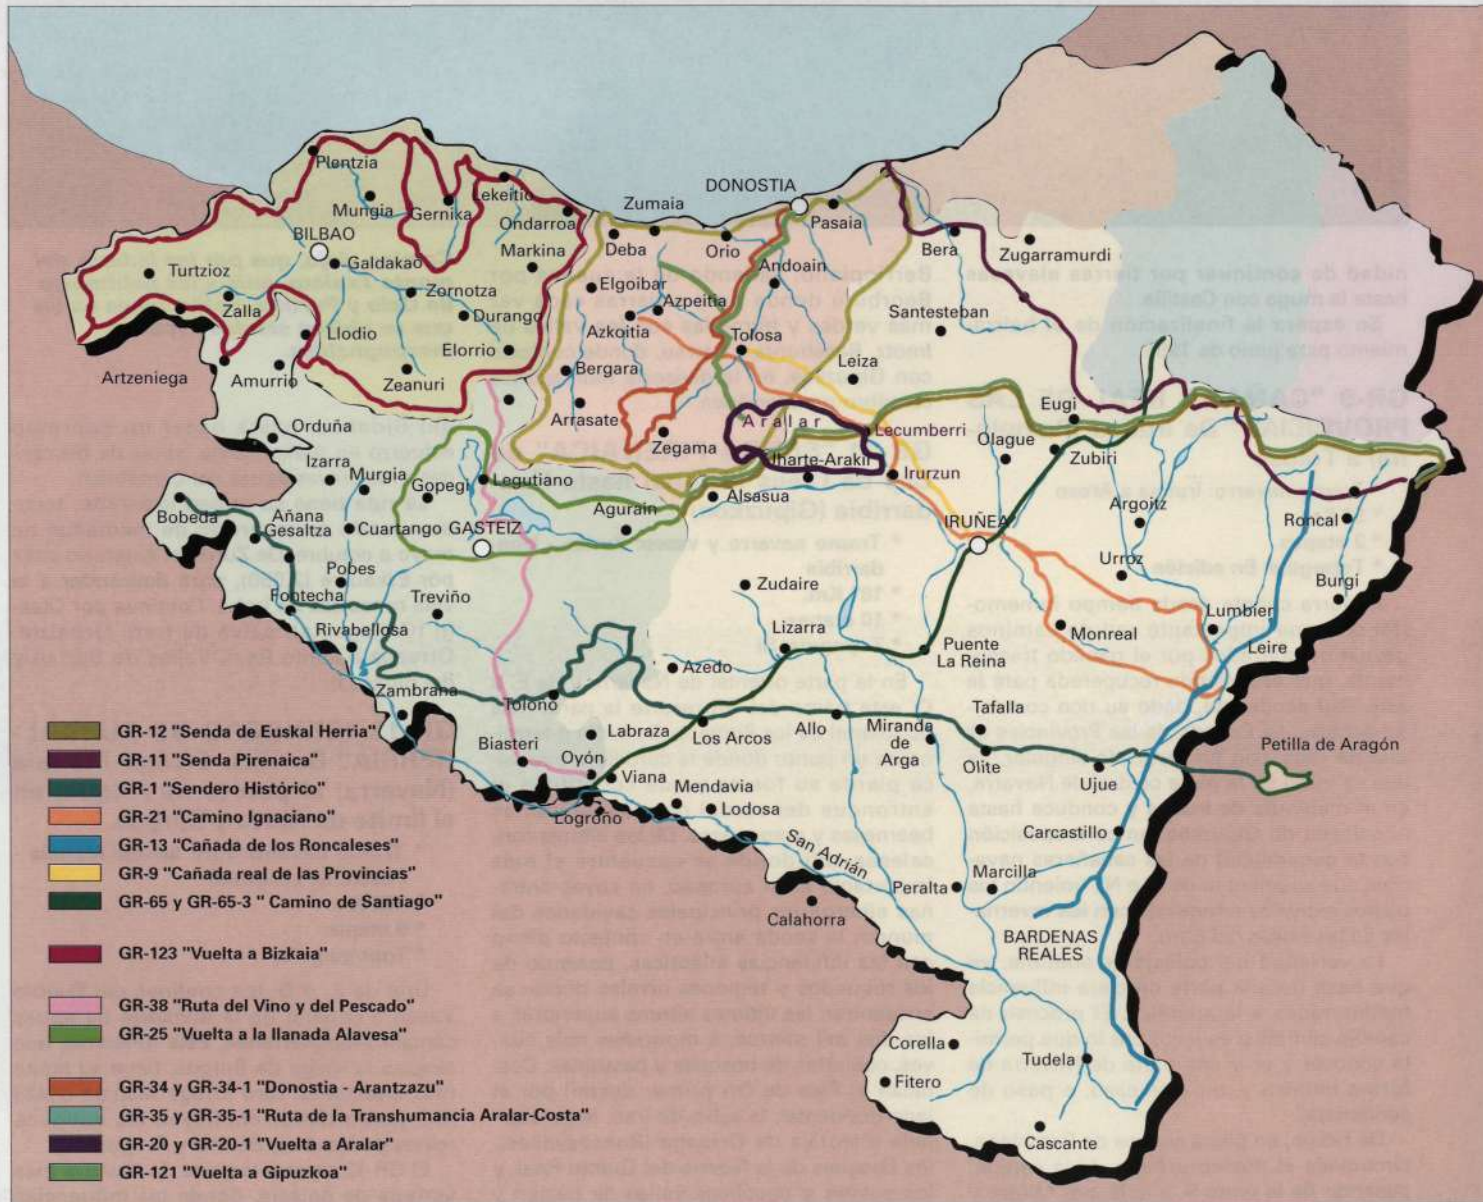 DONOSTIA
Plentzia
Mungia
Gernika
Lekeitio
Ondarroa
Zumaia
Pasaia
BILBAO
Galdakao
Markina
Deba
Orio
Andoain
Bera
Zugarramurdi
Turtzioz
Zalla
Zornotza
Durango
Elgoibar
Azpeitia
Azkoitia
Santesteban
Llodio
Elorrio
Tolosa
Leiza
Artzeniega
Amurrio
Zeanuri
Bergara
Arrasate
Zegama
Aralar
Lecumberri
Eugi
Olague
Zubiri
Orduña
Izarra
Murgia
Gopegi
Legutiano
Uharte-Arakil
Irurzun
Alsasua
Agurain
Bobeda
Añana
Gesaltza
Cuartango
GASTEIZ
IRUÑEA
Argoitz
Roncal
Pobes
Fontecha
Treviño
Zudaire
Urroz
Burgi
Rivabellosa
Lizarra
Puente
La Reina
Monreal
Lumbier
Leire
Azedo
Zambrana
Tolono
Labraza
Los Arcos
Allo
Miranda
de
Arga
Tafalla
Olite
Ujue
Petilla de Aragón
Biasteri
Oyón
Viana
Logroño
Mendavia
Lodosa
San Adrián
Calahorra
Carcastillo
Peralta
Marcilla
BARDENAS
REALES
Corella
Fitero
Tudela
Cascante
GR-12 "Senda de Euskal Herria"
GR-11 "Senda Pirenaica"
GR-1 "Sendero Histórico"
GR-21 "Camino Ignaciano"
GR-13 "Cañada de los Roncaleses"
GR-9 "Cañada real de las Provincias"
GR-65 y GR-65-3 " Camino de Santiago"
GR-123 "Vuelta a Bizkaia"
GR-38 "Ruta del Vino y del Pescado"
GR-25 "Vuelta a la llanada Alavesa"
GR-34 y GR-34-1 "Donostia - Arantzazu"
GR-35 y GR-35-1 "Ruta de la Transhumancia Aralar-Costa"
GR-20 y GR-20-1 "Vuelta a Aralar"
GR-121 "Vuelta a Gipuzkoa"